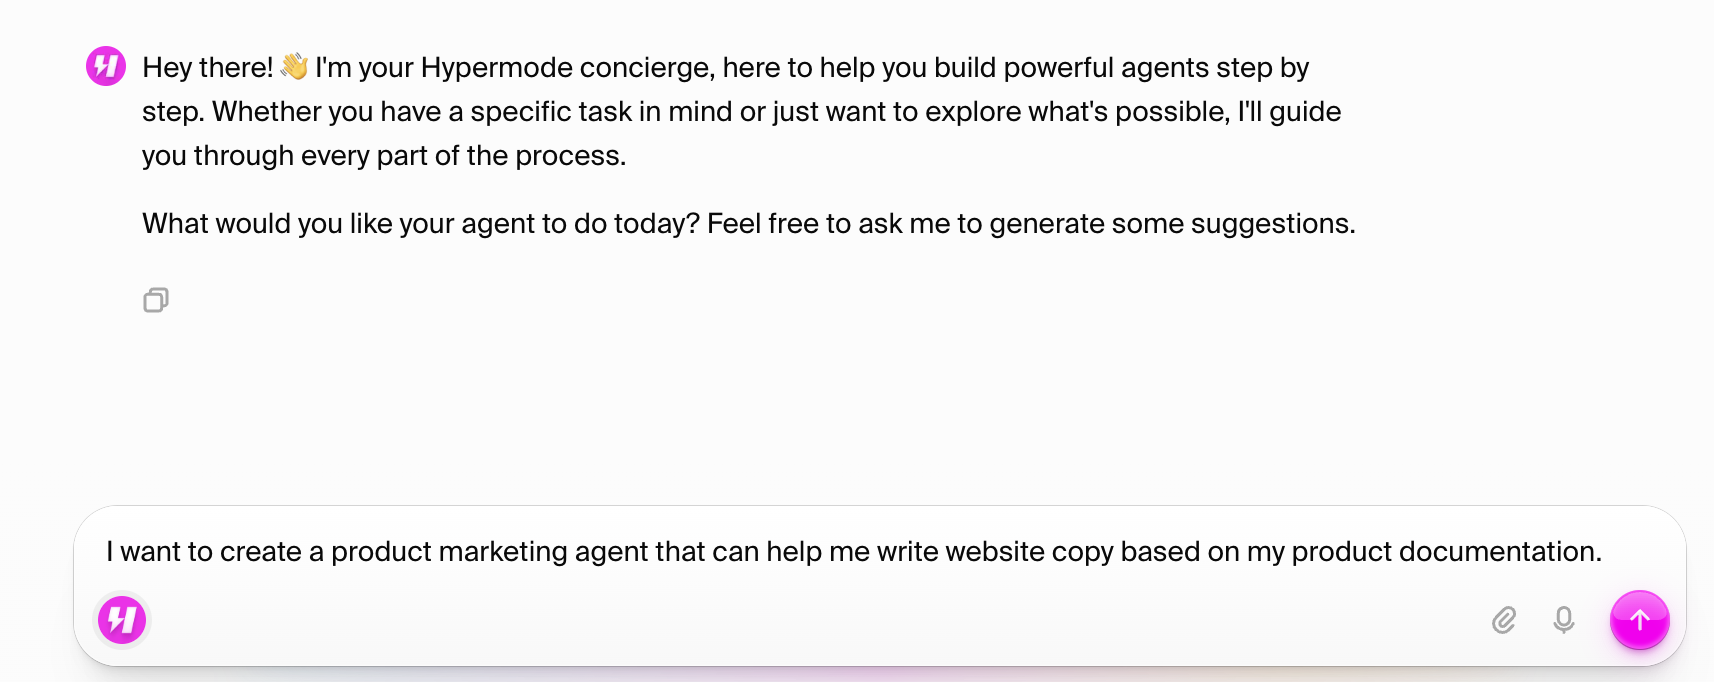 Hey there! 👋 I'm your Hypermode concierge, here to help you build powerful agents step by
step. Whether you have a specific task in mind or just want to explore what's possible, I'll guide
you through every part of the process.
What would you like your agent to do today? Feel free to ask me to generate some suggestions.
I want to create a product marketing agent that can help me write website copy based on my product documentation.